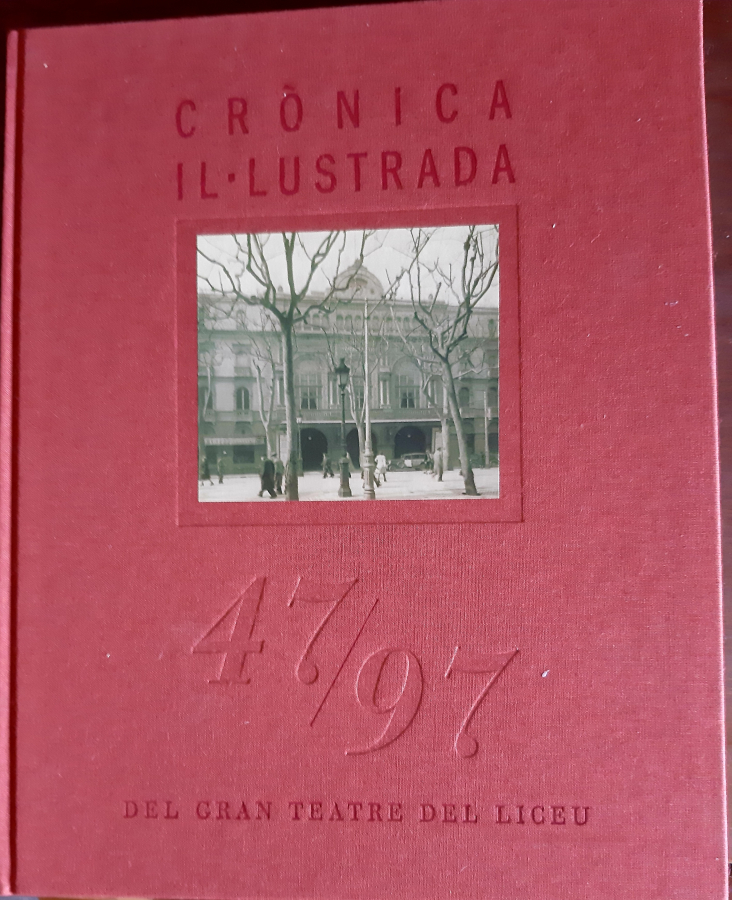 CRÒNICA
IL·LUSTRADA
47/97
DEL GRAN TEATRE DEL LICEU